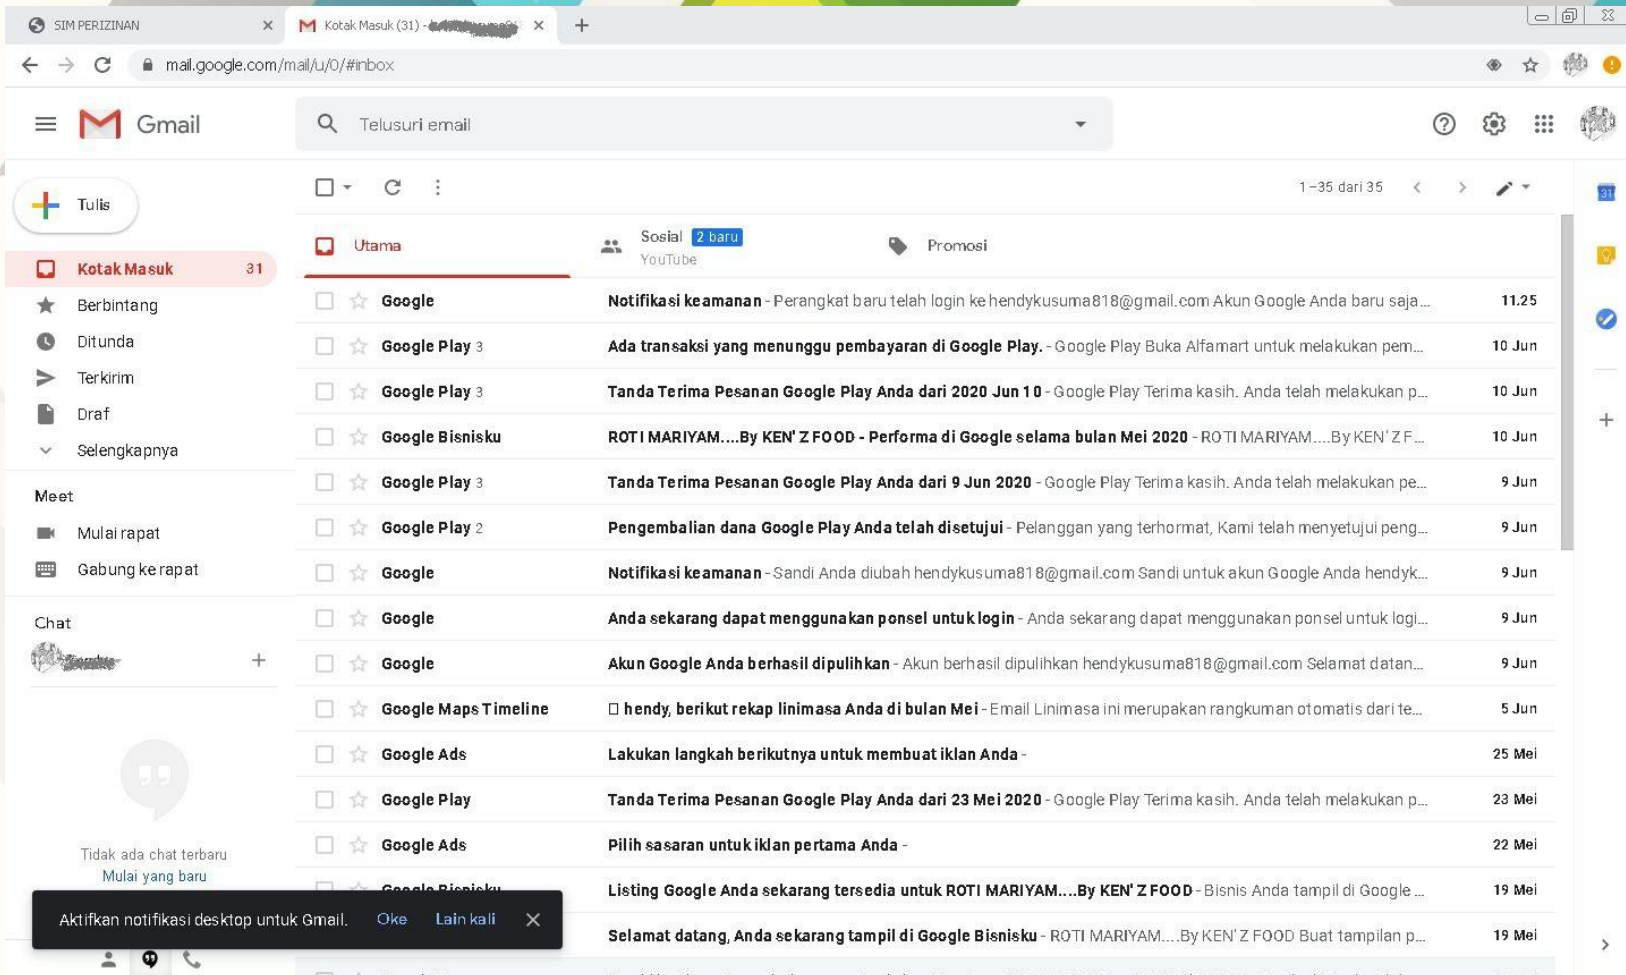 SIM PERIZINAN
Kotak Masuk (31) -
mail.google.com/mail/u/0/#inbox
Gmail
Telusuri email
Tulis
1–35 dari 35
31
Utama
Sosial 2 baru
YouTube
Promosi
Kotak Masuk 31
Berbintang
Ditunda
Terkirim
Draf
Selengkapnya
Meet
Mulai rapat
Gabung ke rapat
Chat
Tidak ada chat terbaru
Mulai yang baru
Google Notifikasi keamanan - Perangkat baru telah login ke hendykusuma818@gmail.com Akun Google Anda baru saja... 11.25
Google Play 3 Ada transaksi yang menunggu pembayaran di Google Play. - Google Play Buka Alfamart untuk melakukan pem... 10 Jun
Google Play 3 Tanda Terima Pesanan Google Play Anda dari 2020 Jun 10 - Google Play Terima kasih. Anda telah melakukan p... 10 Jun
Google Bisnisku ROTI MARIYAM....By KEN'Z FOOD - Performa di Google selama bulan Mei 2020 - ROTI MARIYAM....By KEN'Z F... 10 Jun
Google Play 3 Tanda Terima Pesanan Google Play Anda dari 9 Jun 2020 - Google Play Terima kasih. Anda telah melakukan pe... 9 Jun
Google Play 2 Pengembalian dana Google Play Anda telah disetujui - Pelanggan yang terhormat, Kami telah menyetujui peng... 9 Jun
Google Notifikasi keamanan - Sandi Anda diubah hendykusuma818@gmail.com Sandi untuk akun Google Anda hendyk... 9 Jun
Google Anda sekarang dapat menggunakan ponsel untuk login - Anda sekarang dapat menggunakan ponsel untuk logi... 9 Jun
Google Akun Google Anda berhasil dipulihkan - Akun berhasil dipulihkan hendykusuma818@gmail.com Selamat datan... 9 Jun
Google Maps Timeline hendy, berikut rekap linimasa Anda di bulan Mei - Email Linimasa ini merupakan rangkuman otomatis dari te... 5 Jun
Google Ads Lakukan langkah berikutnya untuk membuat iklan Anda - 25 Mei
Google Play Tanda Terima Pesanan Google Play Anda dari 23 Mei 2020 - Google Play Terima kasih. Anda telah melakukan p... 23 Mei
Google Ads Pilih sasaran untuk iklan pertama Anda - 22 Mei
Google Bisnisku Listing Google Anda sekarang tersedia untuk ROTI MARIYAM....By KEN'Z FOOD - Bisnis Anda tampil di Google ... 19 Mei
Selamat datang, Anda sekarang tampil di Google Bisnisku - ROTI MARIYAM....By KEN'Z FOOD Buat tampilan p... 19 Mei
Aktifkan notifikasi desktop untuk Gmail. Oke Lain kali